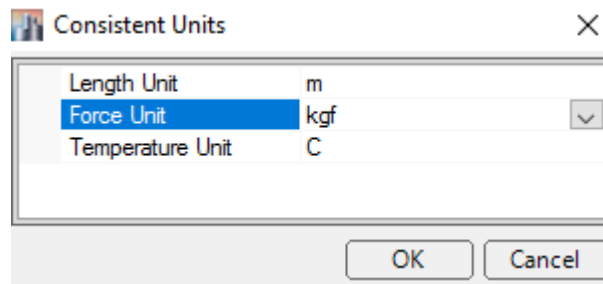 Consistent Units
Length Unit m
Force Unit kgf
Temperature Unit C
OK Cancel